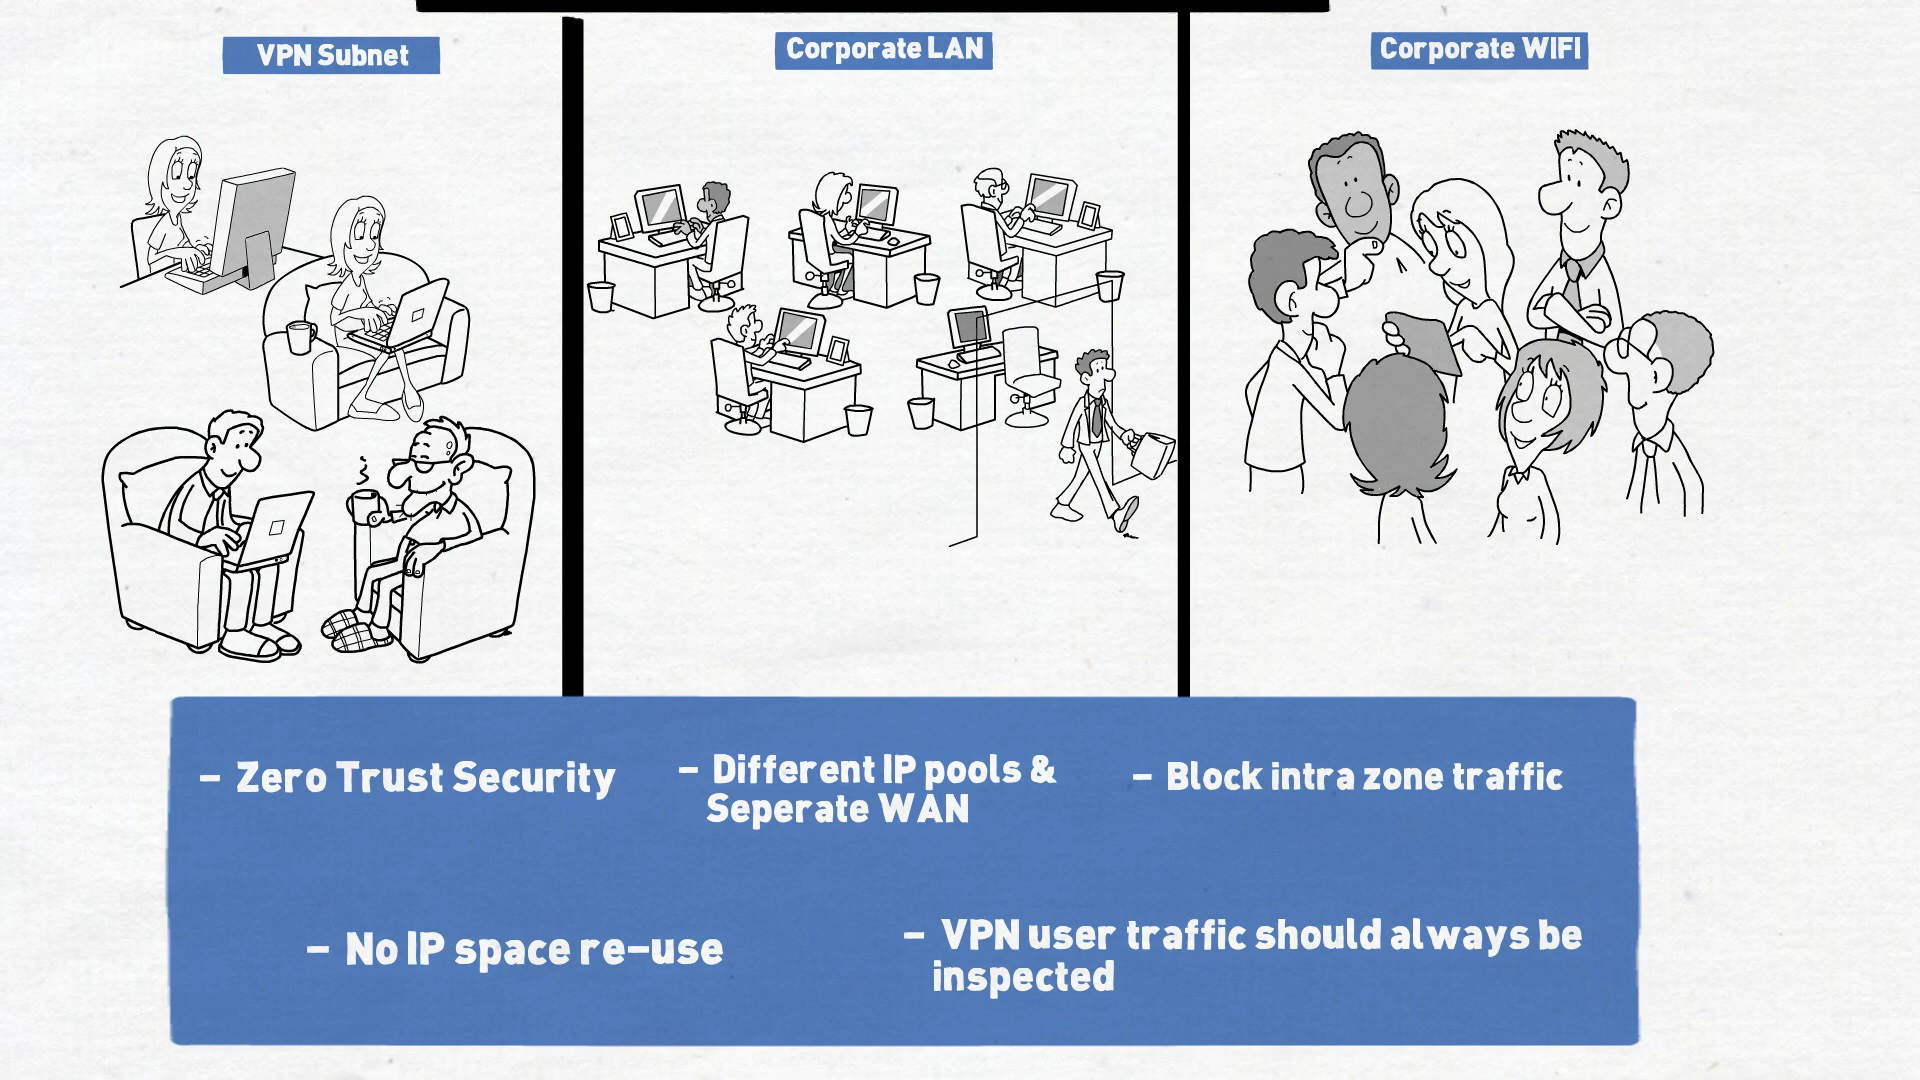 VPN Subnet
Corporate LAN
Corporate WIFI
- Zero Trust Security
- Different IP pools &
Seperate WAN
- Block intra zone traffic
- No IP space re-use
- VPN user traffic should always be
inspected